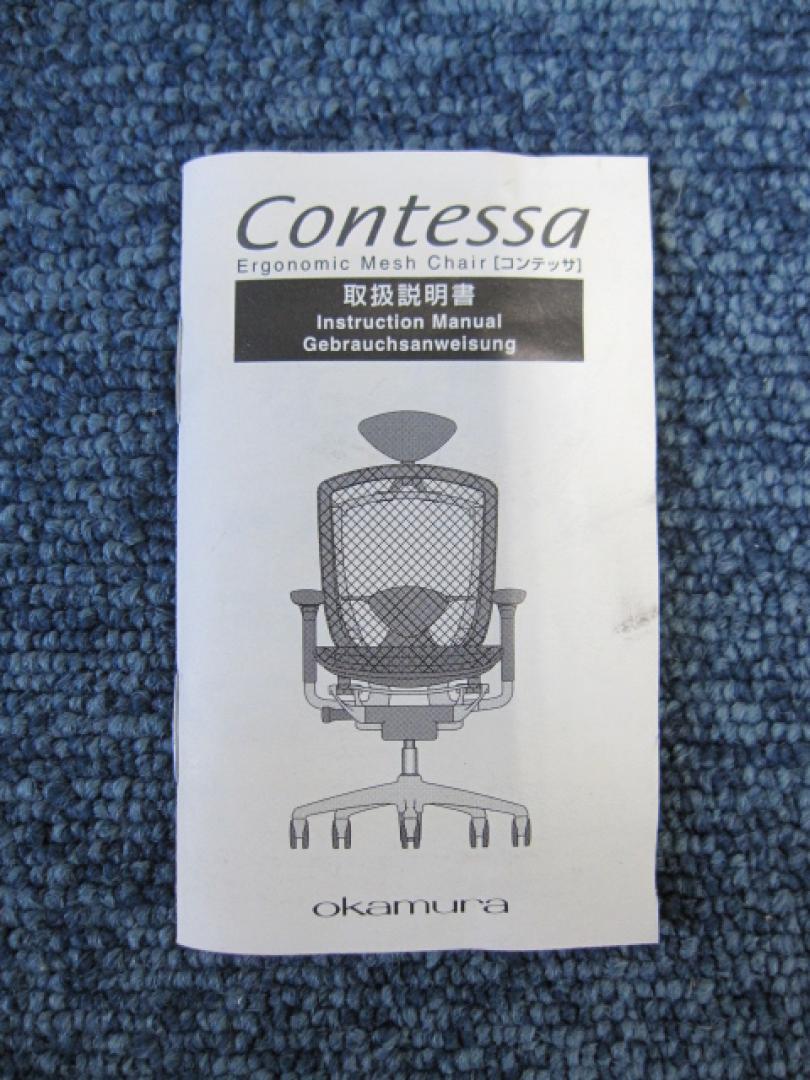 Contessa
Ergonomic Mesh Chair [コンテッサ]
取扱説明書
Instruction Manual
Gebrauchsanweisung
okamura